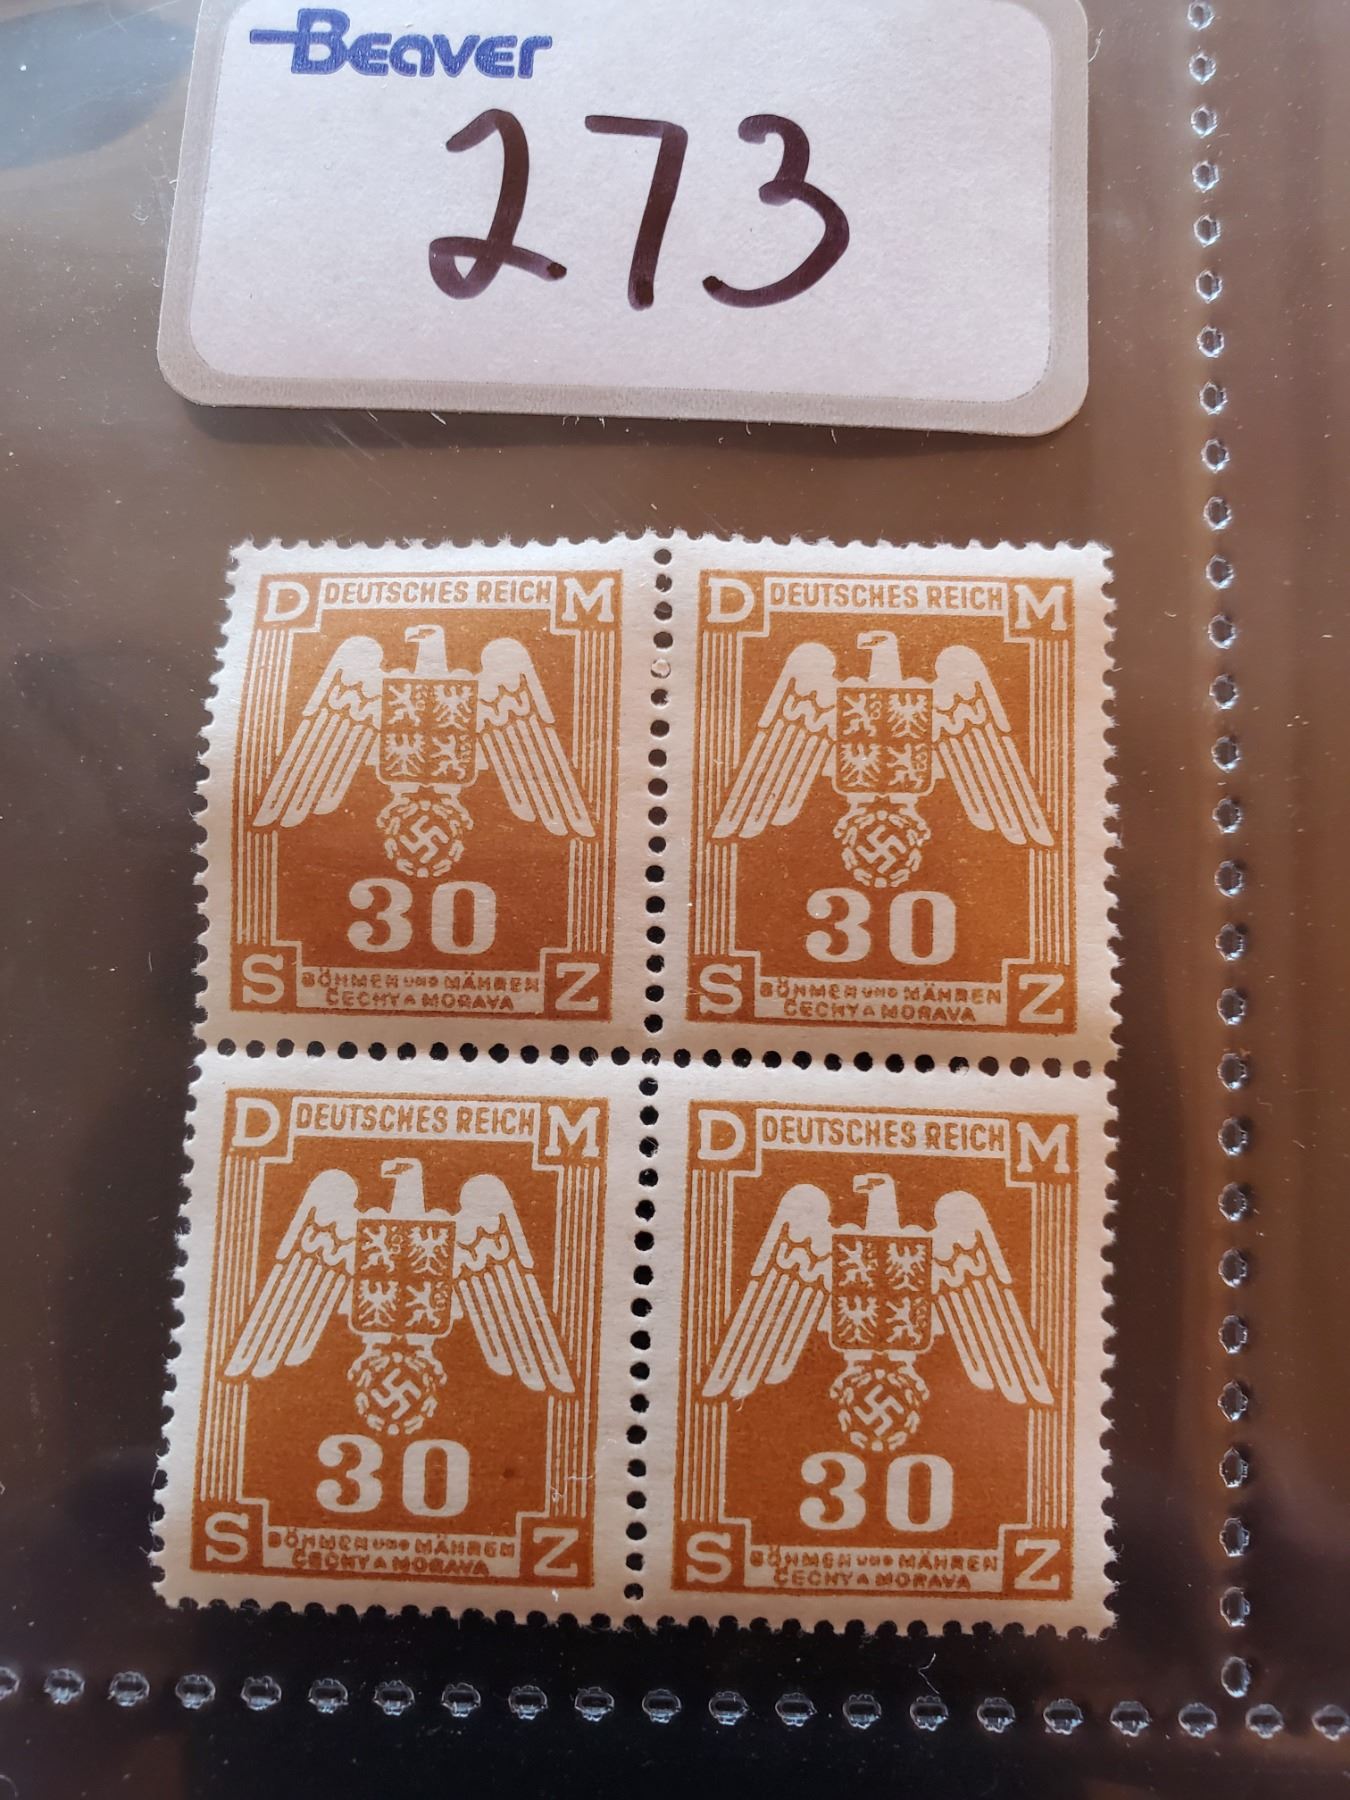 Beaver
273
D DEUTSCHES REICH M
30
S BÖHMEN UND MÄHREN Z
ČECHY A MORAVA
D DEUTSCHES REICH M
30
S BÖHMEN UND MÄHREN Z
ČECHY A MORAVA
D DEUTSCHES REICH M
30
S BÖHMEN UND MÄHREN Z
ČECHY A MORAVA
D DEUTSCHES REICH M
30
S BÖHMEN UND MÄHREN Z
ČECHY A MORAVA